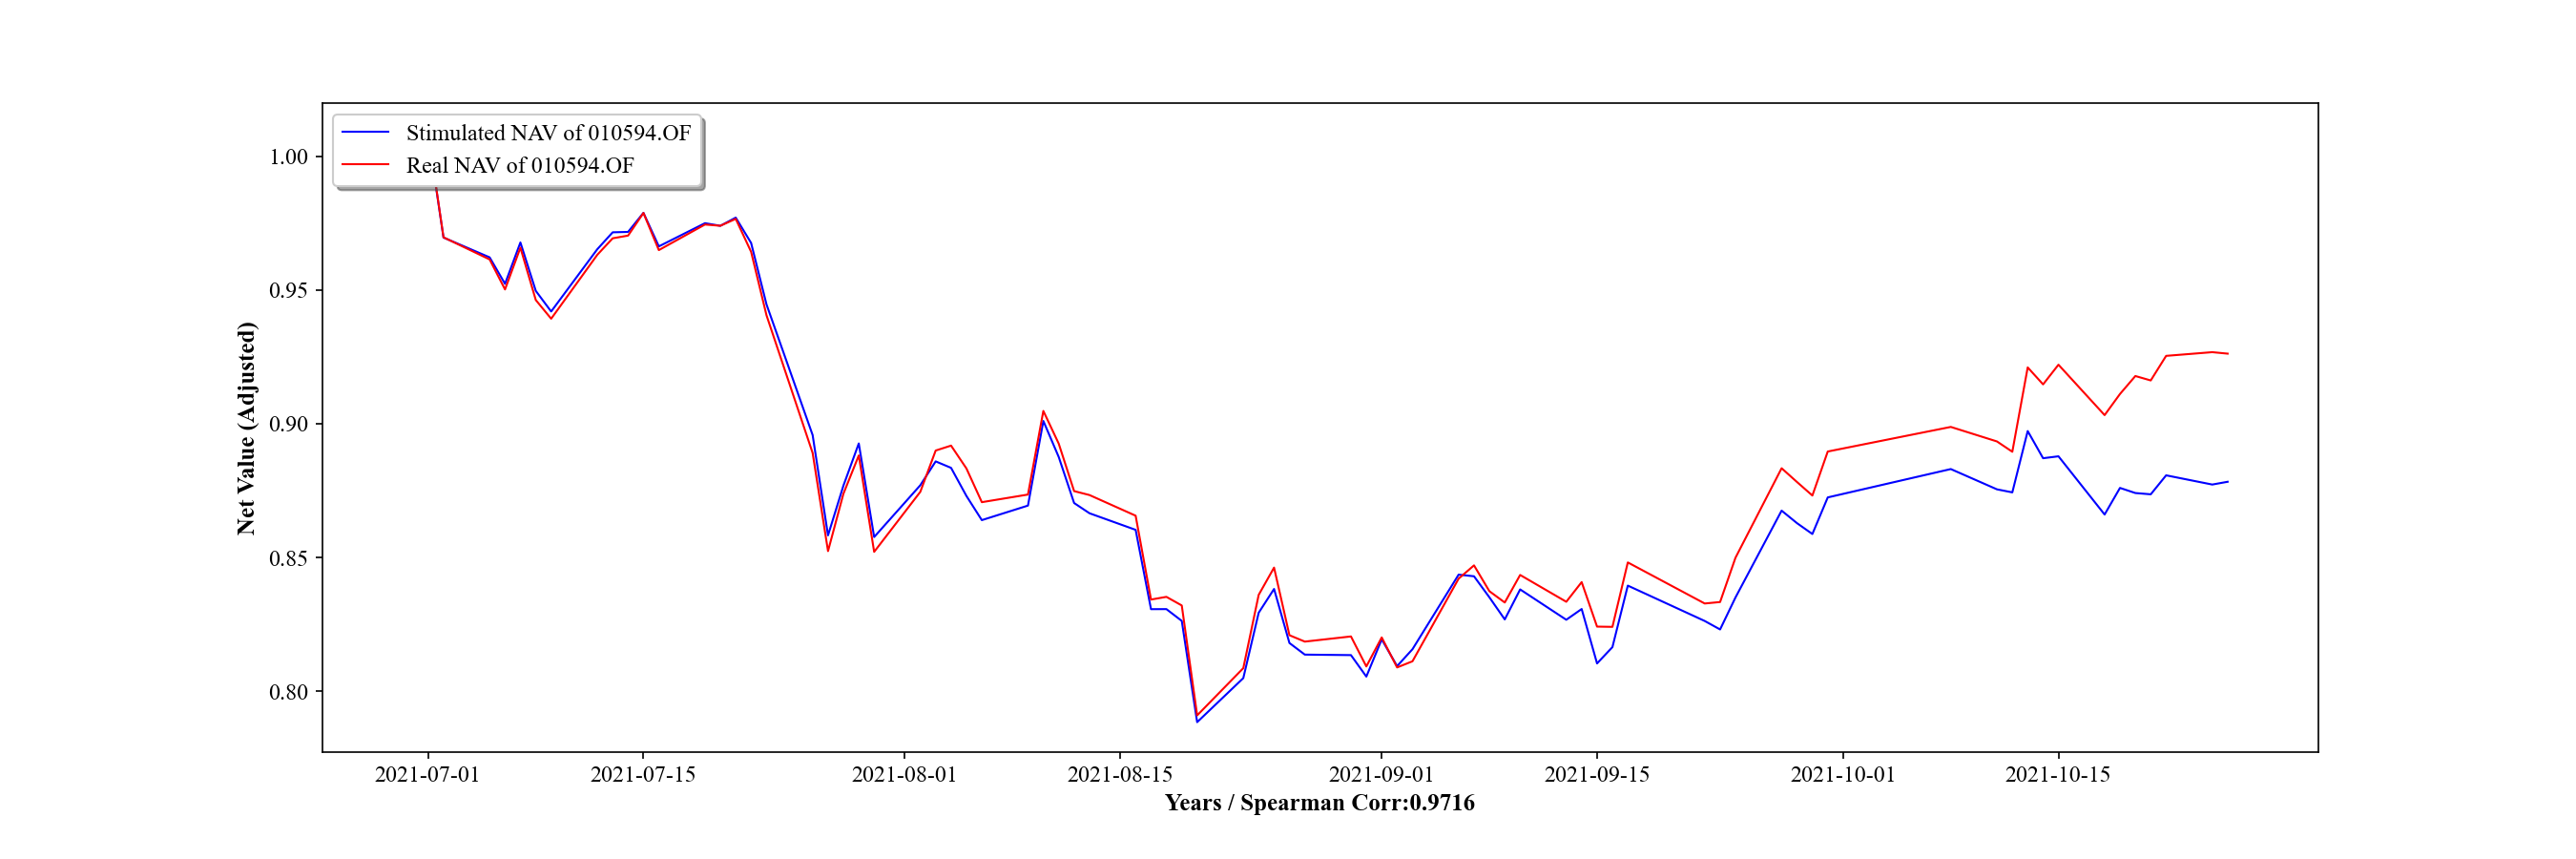 Stimulated NAV of 010594.OF
Real NAV of 010594.OF
1.00
0.95
0.90
0.85
0.80
Net Value (Adjusted)
2021-07-01 2021-07-15 2021-08-01 2021-08-15 2021-09-01 2021-09-15 2021-10-01 2021-10-15
Years / Spearman Corr:0.9716